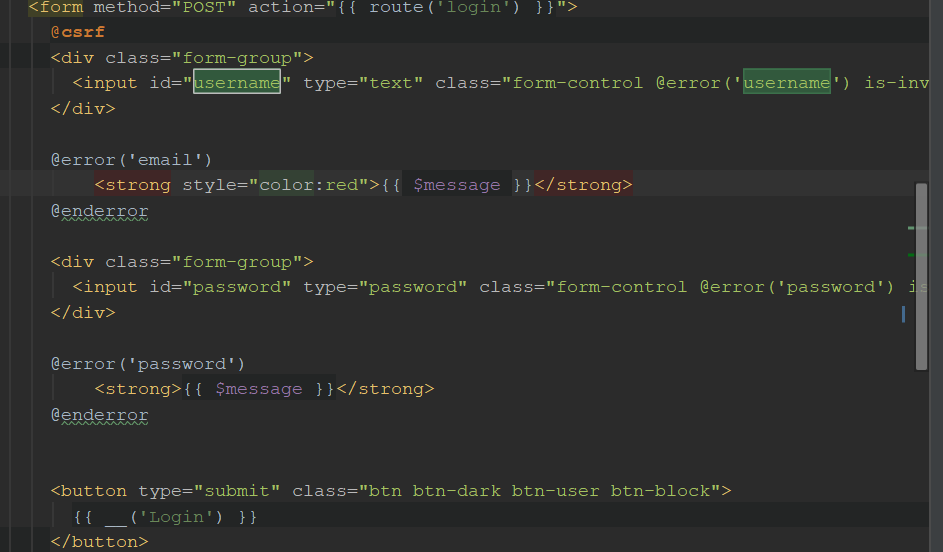 <form method="POST" action="{{ route('login') }}">
@csrf
<div class="form-group">
<input id="username" type="text" class="form-control @error('username') is-inv
</div>
@error('email')
<strong style="color:red">{{ $message }}</strong>
@enderror
<div class="form-group">
<input id="password" type="password" class="form-control @error('password') is
</div>
@error('password')
<strong>{{ $message }}</strong>
@enderror
<button type="submit" class="btn btn-dark btn-user btn-block">
{{ __('Login') }}
</button>